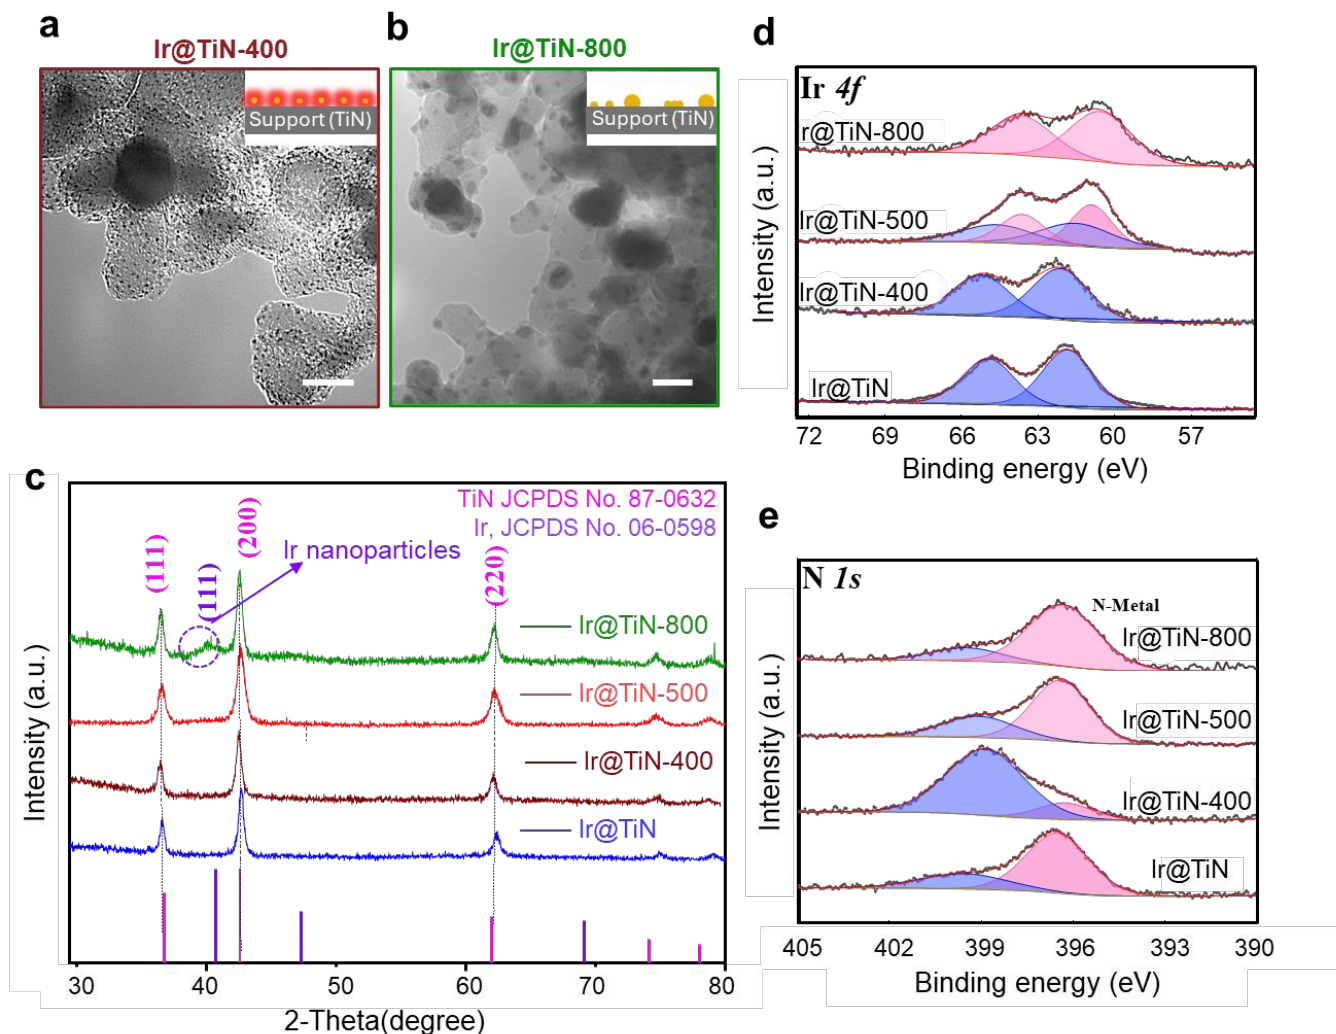 a
Ir@TiN-400
Support (TiN)
b
Ir@TiN-800
Support (TiN)
c
TiN JCPDS No. 87-0632
Ir, JCPDS No. 06-0598
(111)
(111)
(200)
(220)
Ir nanoparticles
Ir@TiN-800
Ir@TiN-500
Ir@TiN-400
Ir@TiN
Intensity (a.u.)
30 40 50 60 70 80
2-Theta(degree)
d
Ir 4f
r@TiN-800
Ir@TiN-500
Ir@TiN-400
Ir@TiN
Intensity (a.u.)
72 69 66 63 60 57
Binding energy (eV)
e
N 1s
N-Metal
Ir@TiN-800
Ir@TiN-500
Ir@TiN-400
Ir@TiN
Intensity (a.u.)
405 402 399 396 393 390
Binding energy (eV)